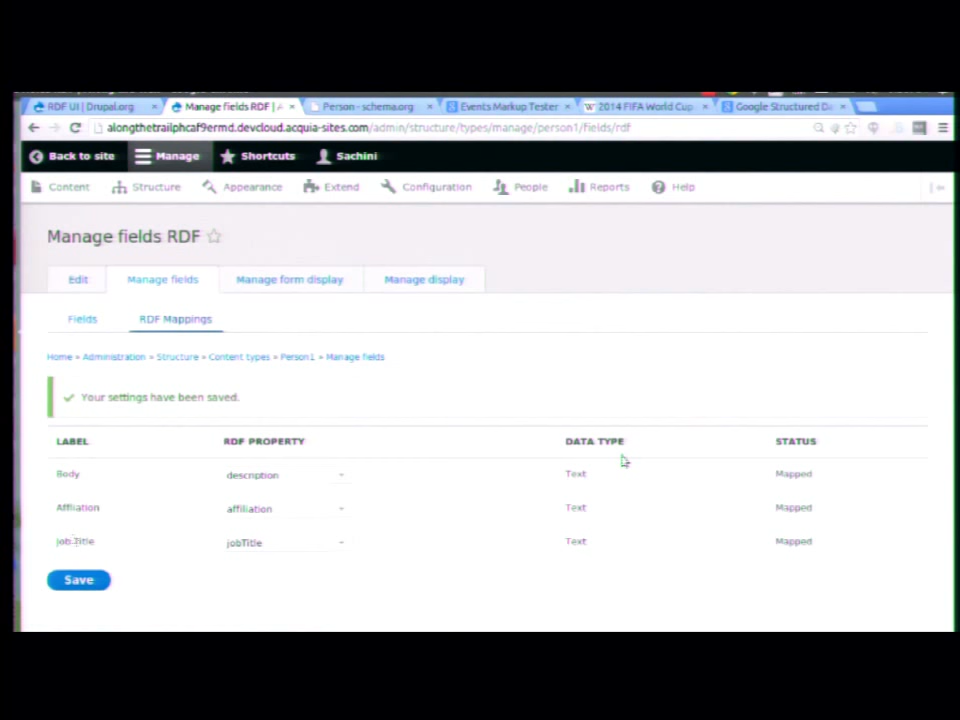 RDF UI | Drupal.org × Manage fields RDF | A × Person - schema.org × Events Markup Tester × 2014 FIFA World Cup × Google Structured Da ×
alongthetrailphcaf9ermd.devcloud.acquia-sites.com/admin/structure/types/manage/person1/fields/rdf
Back to site Manage Shortcuts Sachini
Content Structure Appearance Extend Configuration People Reports Help
Manage fields RDF
Edit Manage fields Manage form display Manage display
Fields RDF Mappings
Home » Administration » Structure » Content types » Person1 » Manage fields
Your settings have been saved.
LABEL RDF PROPERTY DATA TYPE STATUS
Body description Text Mapped
Affliation affiliation Text Mapped
Job Title jobTitle Text Mapped
Save